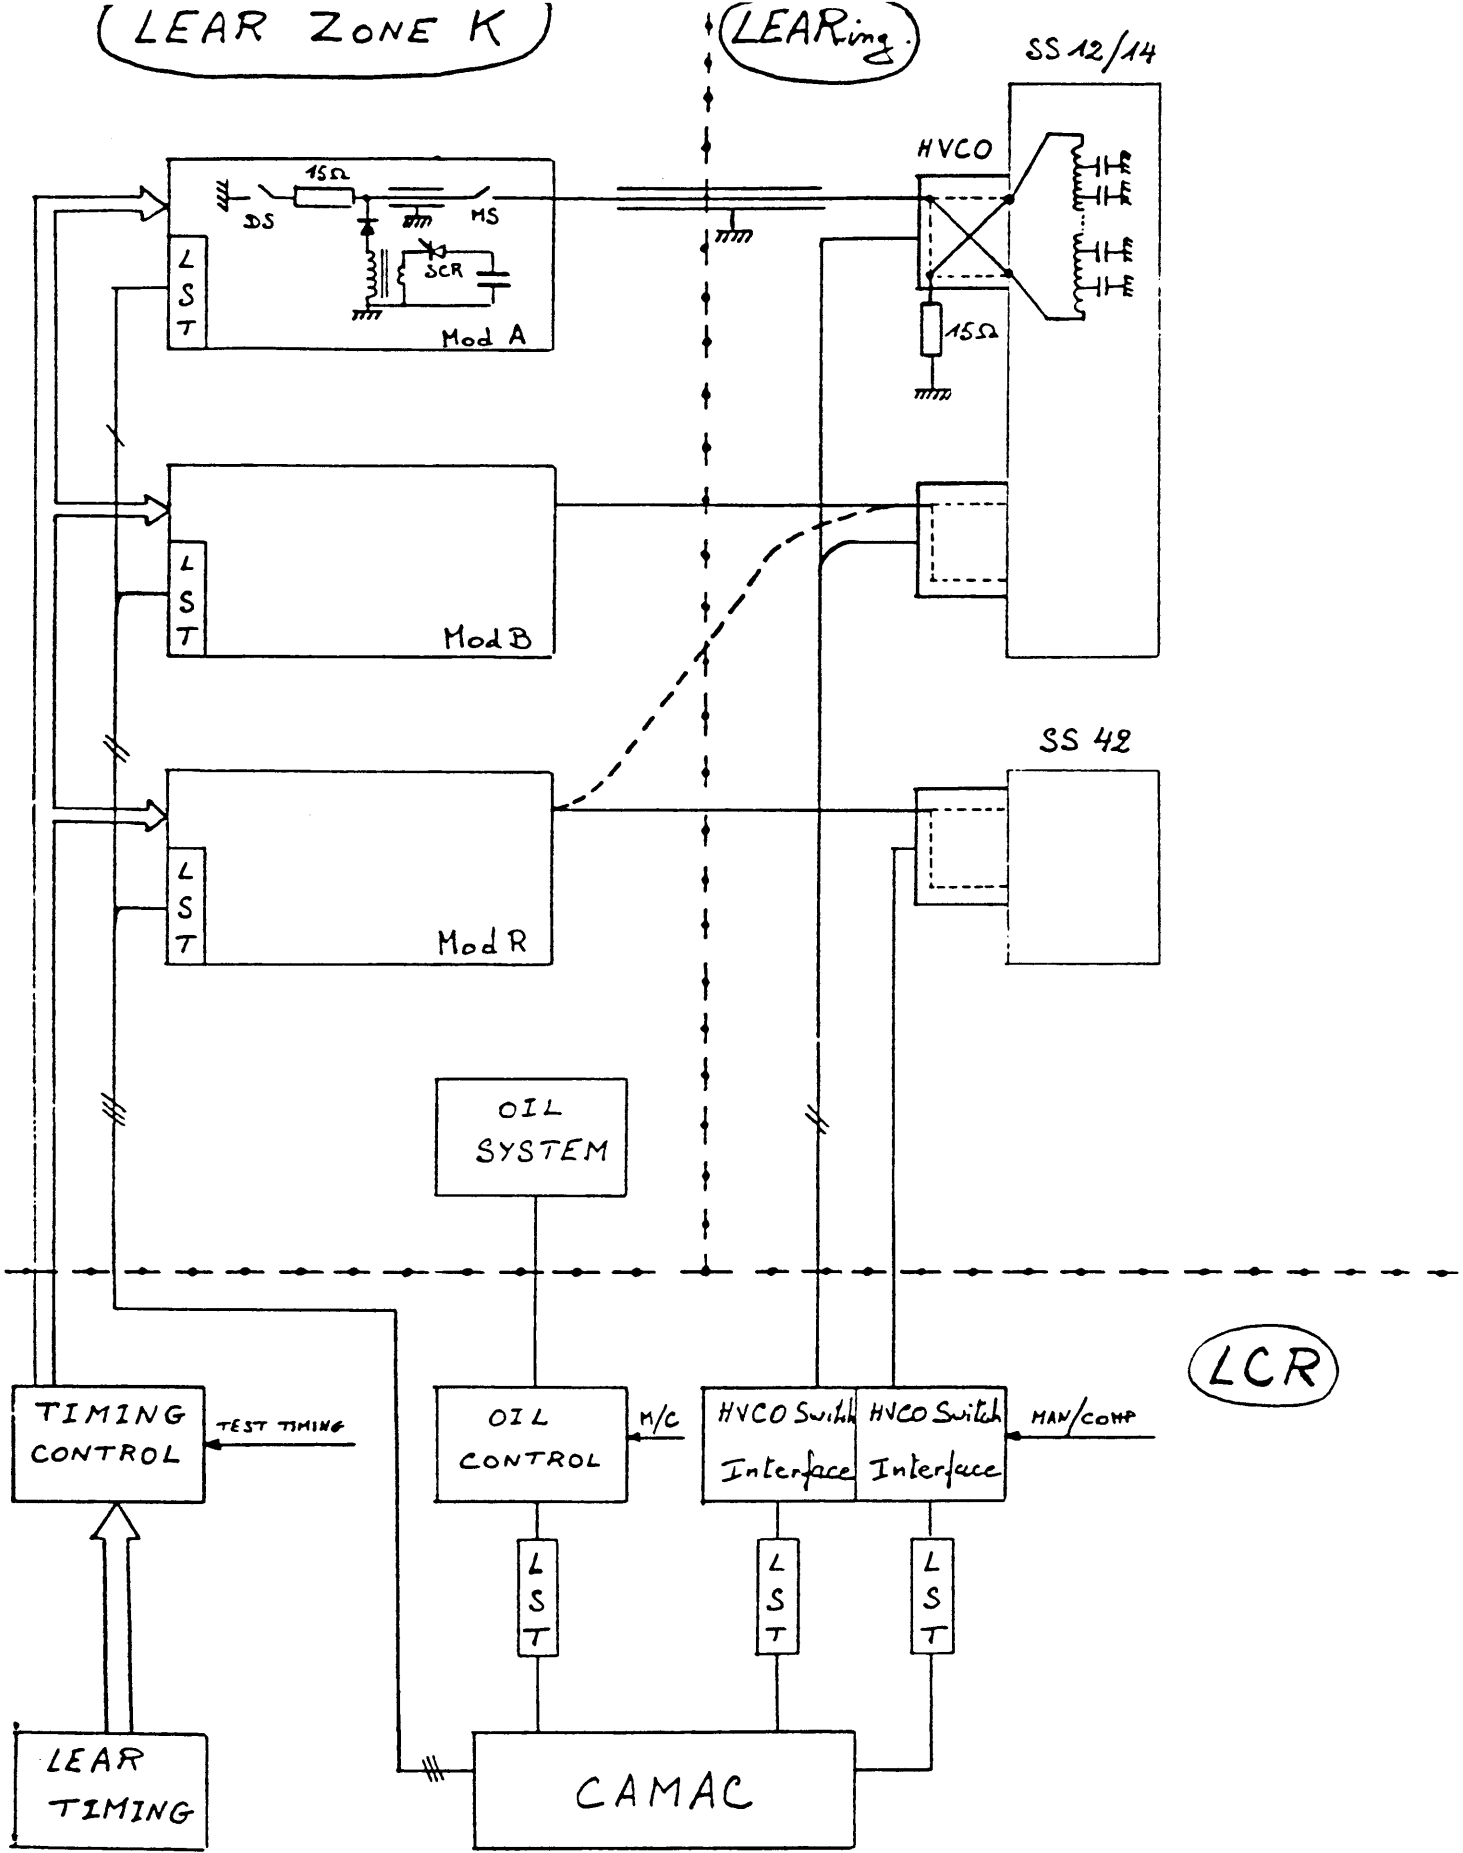 LEAR ZONE K
LEARing.
SS 12/14
HVCO
15Ω
DS
MS
SCR
L
S
T
Mod A
15Ω
L
S
T
Mod B
SS 42
L
S
T
Mod R
OIL
SYSTEM
LCR
TIMING
CONTROL
TEST TIMING
OIL
CONTROL
M/C
HVCO Switch
Interface
HVCO Switch
Interface
MAN/COMP
L
S
T
L
S
T
L
S
T
LEAR
TIMING
CAMAC